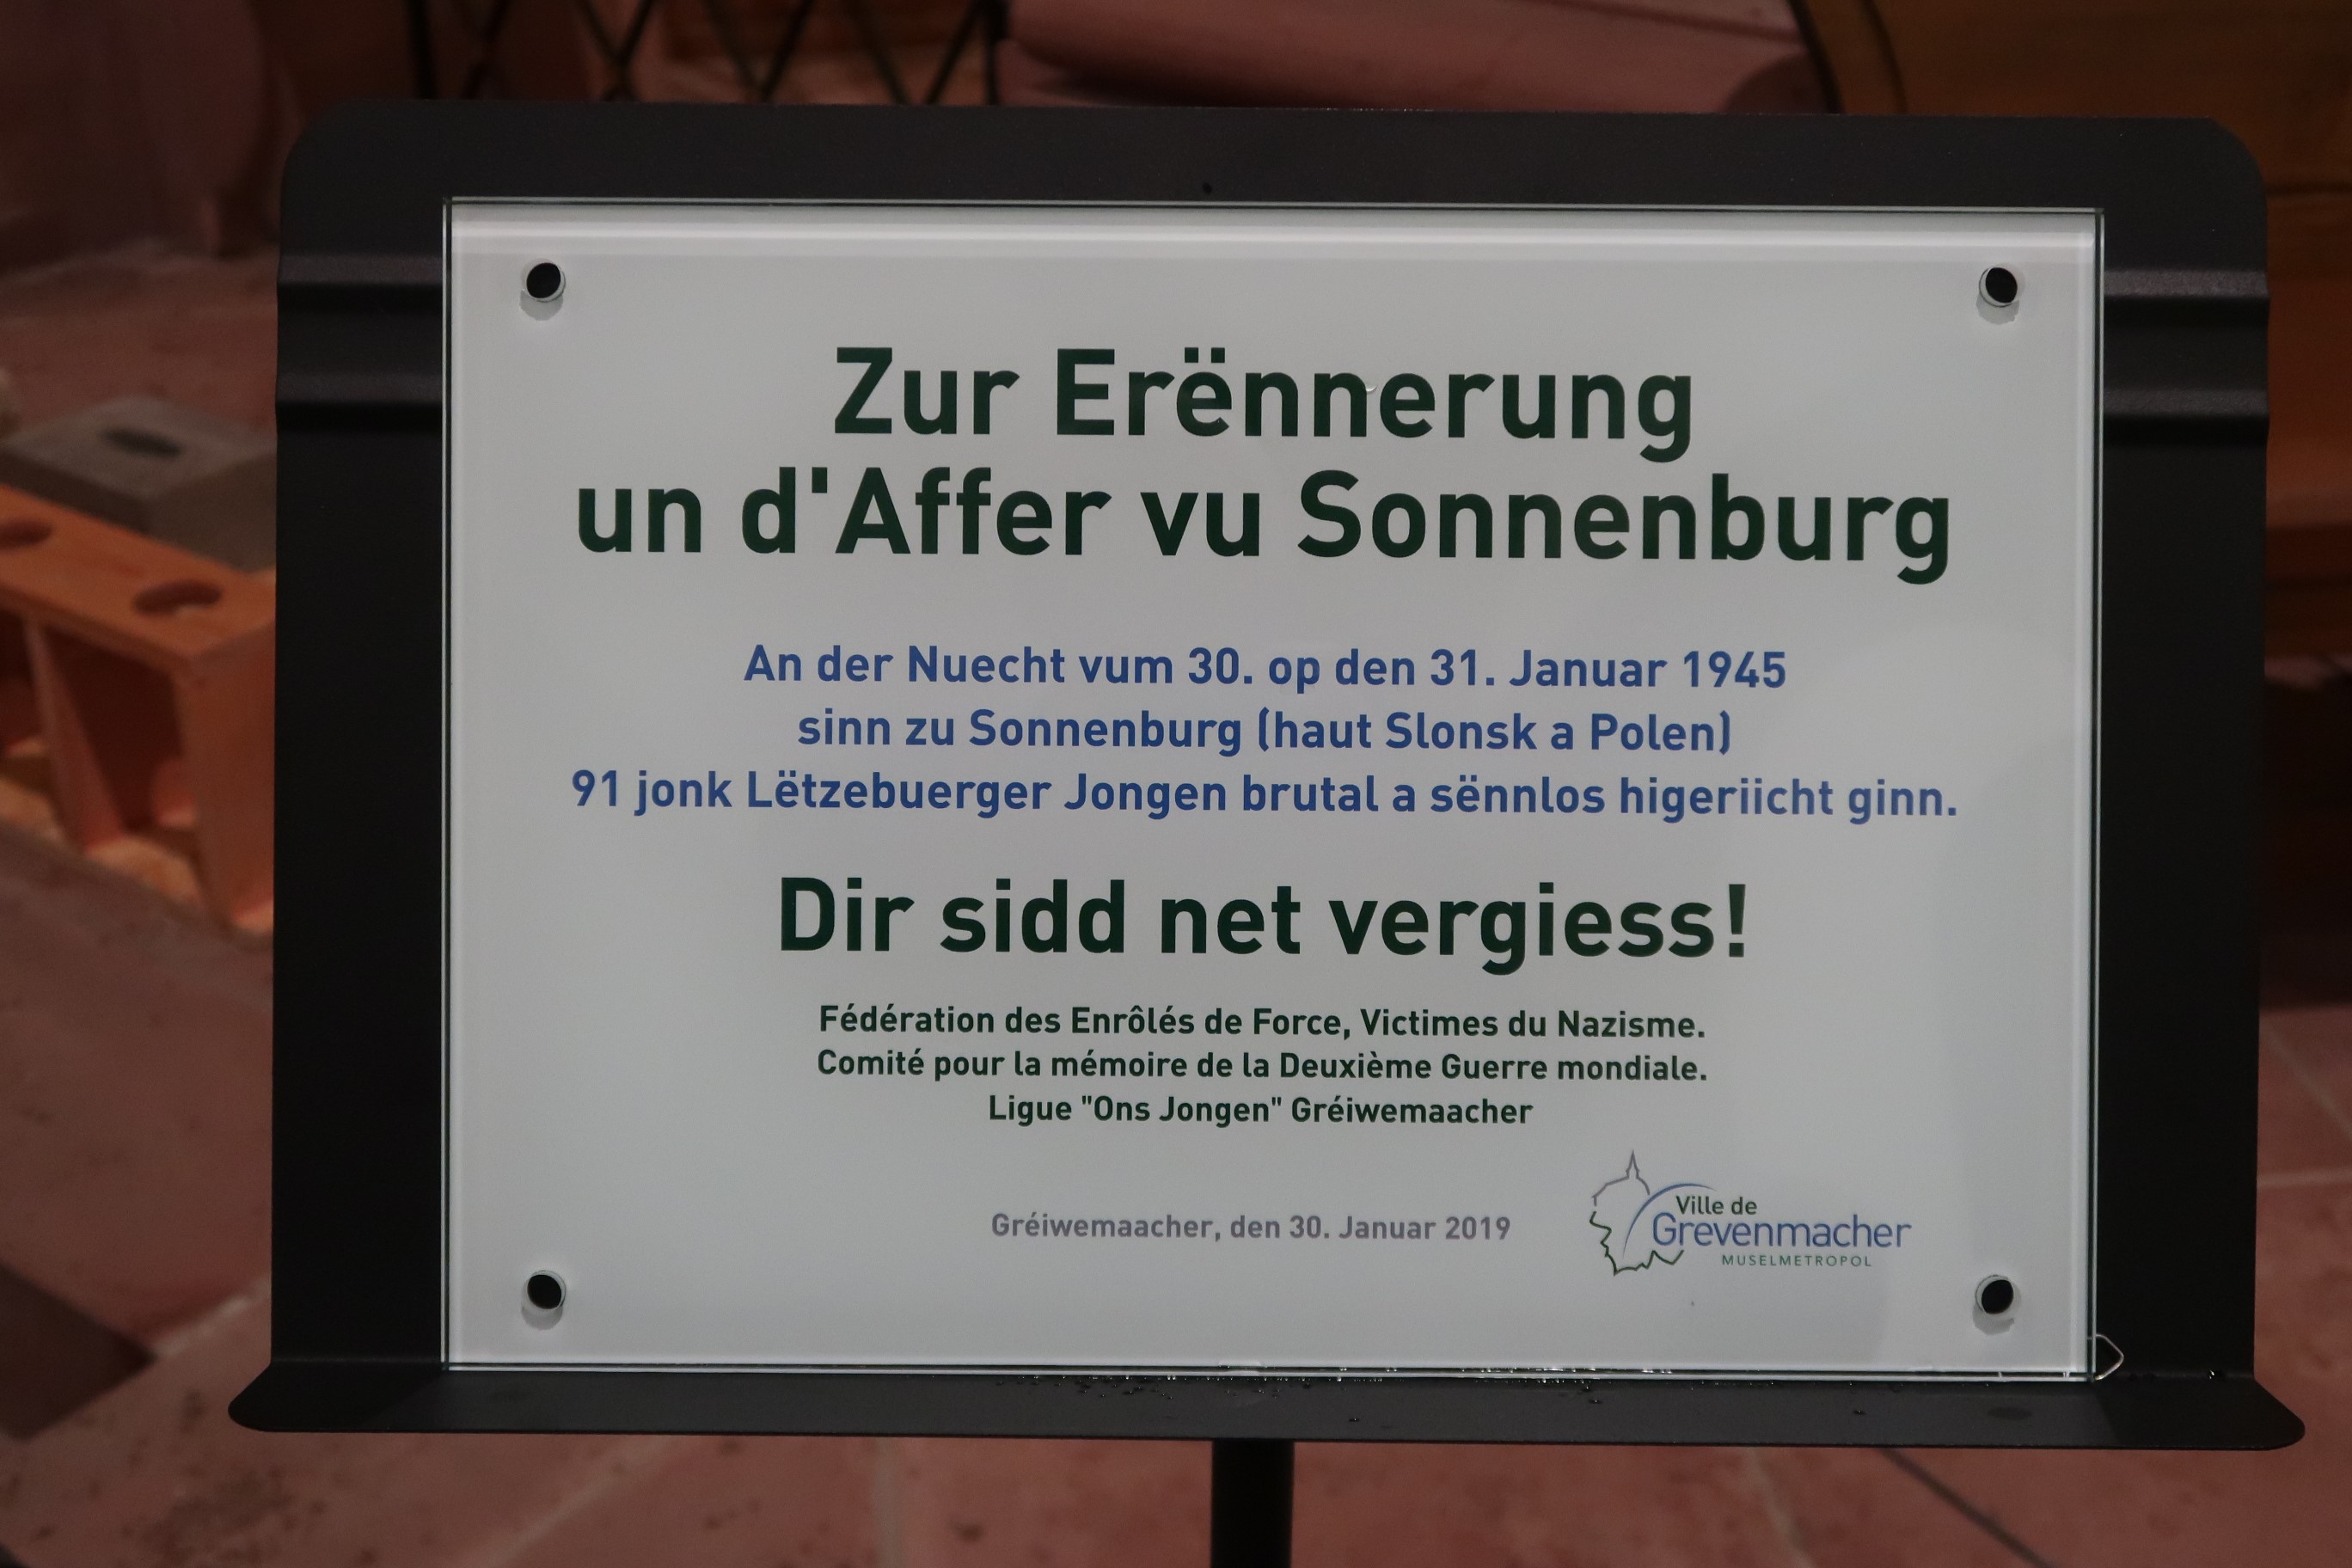 Zur Erënnerung
un d'Affer vu Sonnenburg
An der Nuecht vum 30. op den 31. Januar 1945
sinn zu Sonnenburg (haut Slonsk a Polen)
91 jonk Lëtzebuerger Jongen brutal a sënnlos higeriicht ginn.
Dir sidd net vergiess!
Fédération des Enrôlés de Force, Victimes du Nazisme.
Comité pour la mémoire de la Deuxième Guerre mondiale.
Ligue "Ons Jongen" Gréiwemaacher
Gréiwemaacher, den 30. Januar 2019
Ville de
Grevenmacher
MUSELMETROPOL